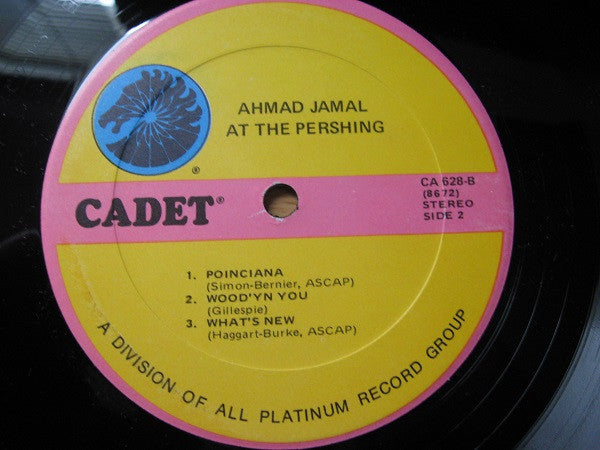 AHMAD JAMAL
AT THE PERSHING
®
CADET®
CA 628-B
(8672)
STEREO
SIDE 2
1. POINCIANA
(Simon-Bernier, ASCAP)
2. WOOD'YN YOU
(Gillespie)
3. WHAT'S NEW
(Haggart-Burke, ASCAP)
A DIVISION OF ALL PLATINUM RECORD GROUP